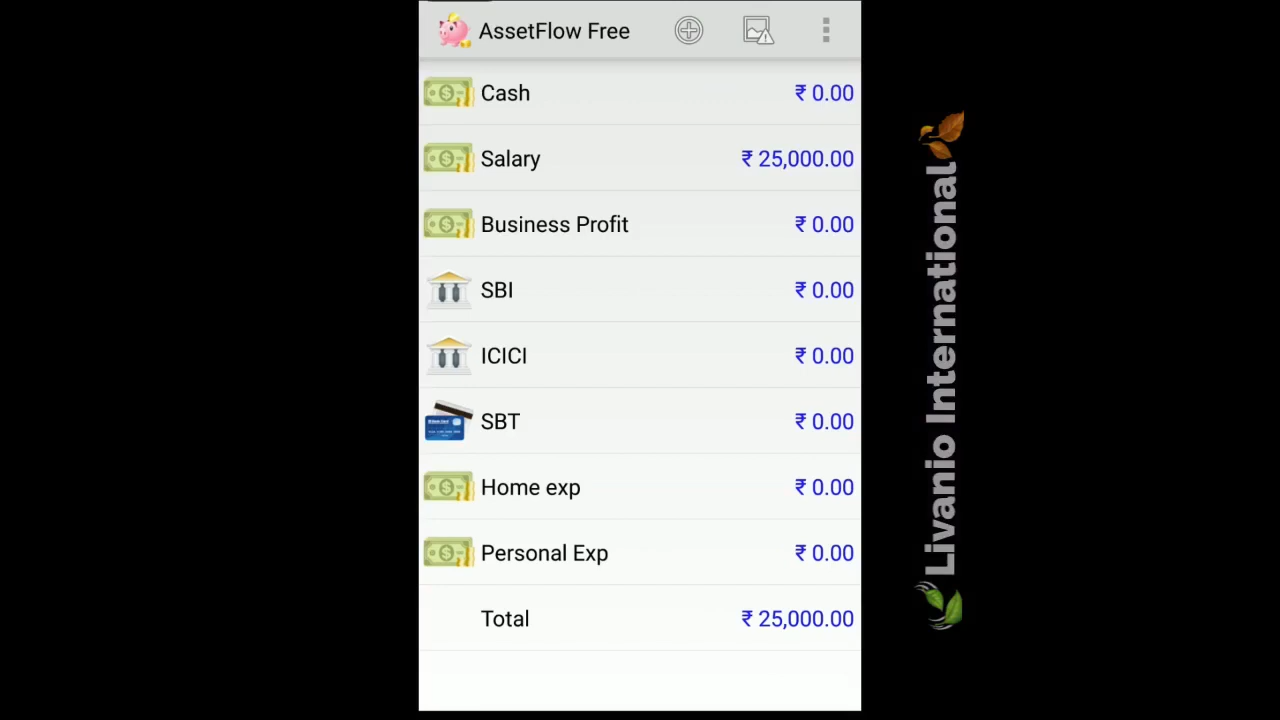 AssetFlow Free
Cash ₹ 0.00
Salary ₹ 25,000.00
Business Profit ₹ 0.00
SBI ₹ 0.00
ICICI ₹ 0.00
SBT ₹ 0.00
Home exp ₹ 0.00
Personal Exp ₹ 0.00
Total ₹ 25,000.00
Livanio International